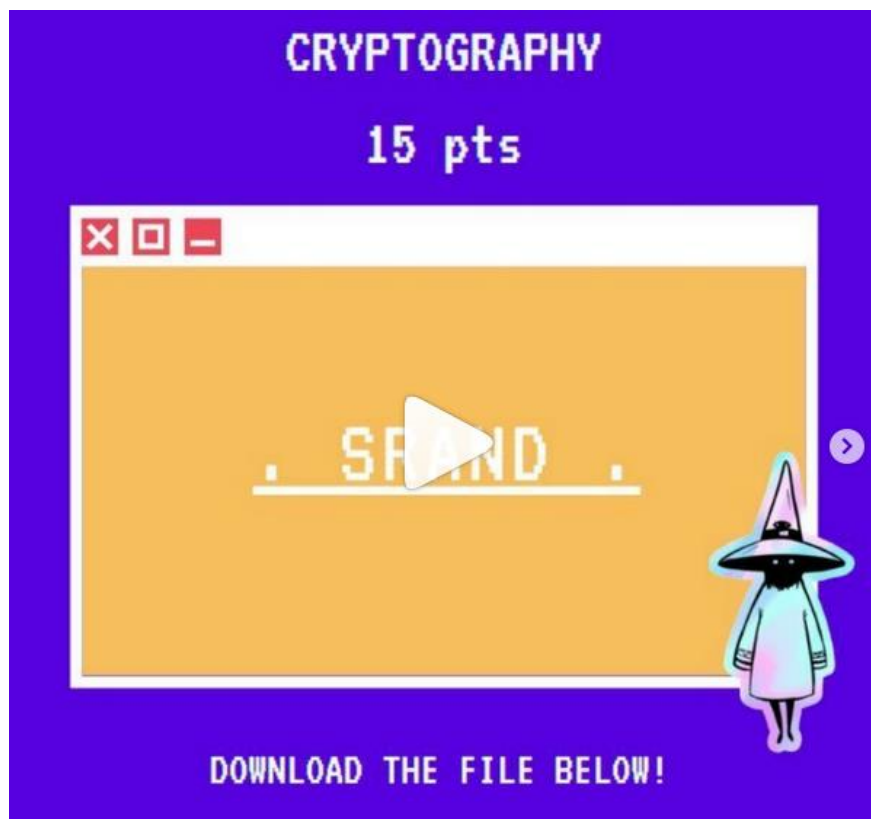 CRYPTOGRAPHY
15 pts
. SRAND .
DOWNLOAD THE FILE BELOW!